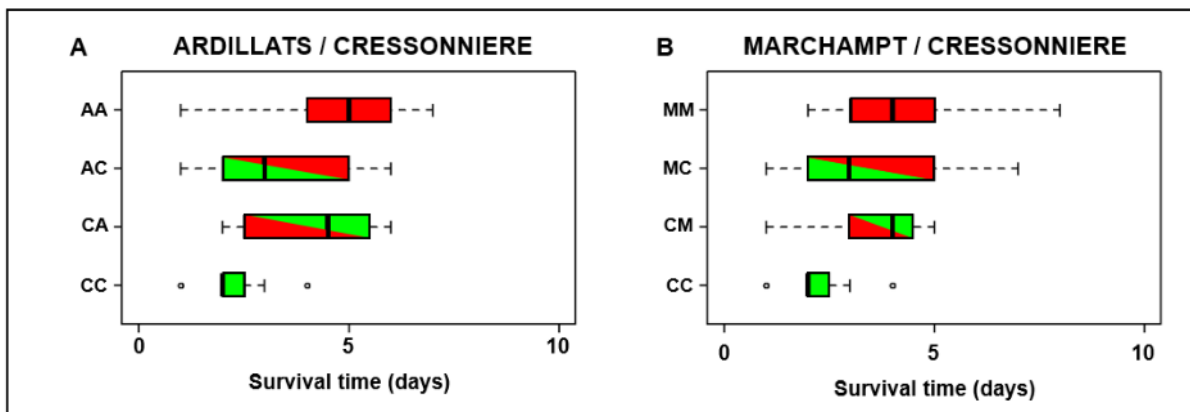 A ARDILLATS / CRESSONNIERE
AA
AC
CA
CC
0 5 10
Survival time (days)
B MARCHAMPT / CRESSONNIERE
MM
MC
CM
CC
0 5 10
Survival time (days)